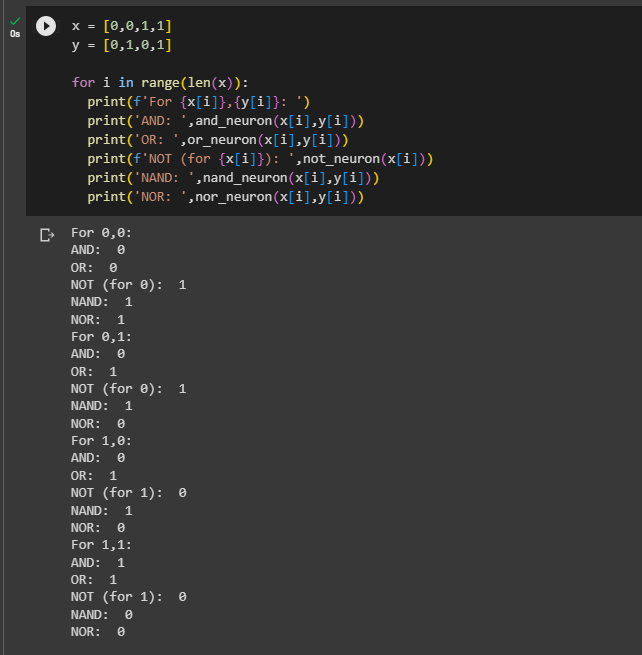 0s
x = [0,0,1,1]
y = [0,1,0,1]
for i in range(len(x)):
  print(f'For {x[i]},{y[i]}: ')
  print('AND: ',and_neuron(x[i],y[i]))
  print('OR: ',or_neuron(x[i],y[i]))
  print(f'NOT (for {x[i]}): ',not_neuron(x[i]))
  print('NAND: ',nand_neuron(x[i],y[i]))
  print('NOR: ',nor_neuron(x[i],y[i]))
For 0,0:
AND:  0
OR:  0
NOT (for 0):  1
NAND:  1
NOR:  1
For 0,1:
AND:  0
OR:  1
NOT (for 0):  1
NAND:  1
NOR:  0
For 1,0:
AND:  0
OR:  1
NOT (for 1):  0
NAND:  1
NOR:  0
For 1,1:
AND:  1
OR:  1
NOT (for 1):  0
NAND:  0
NOR:  0